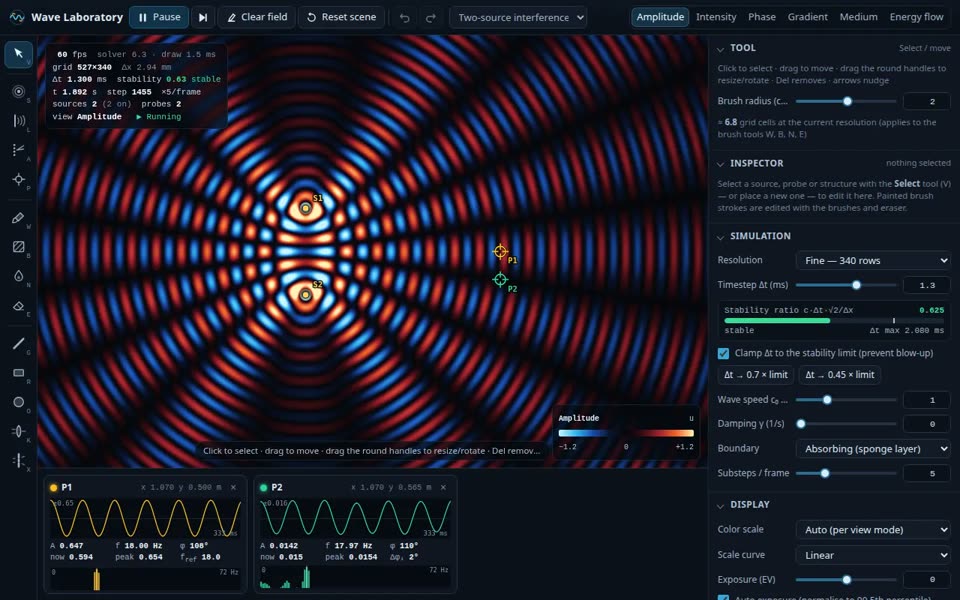 Wave Laboratory
Pause
Clear field
Reset scene
Two-source interference
Amplitude
Intensity
Phase
Gradient
Medium
Energy flow
60 fps solver 6.3 · draw 1.5 ms
grid 527×340 Δx 2.94 mm
Δt 1.300 ms stability 0.63 stable
t 1.892 s step 1455 ×5/frame
sources 2 (2 on) probes 2
view Amplitude ▶ Running
V
S
L
A
P
W
B
N
E
G
R
O
K
X
S1
S2
P1
P2
Amplitude u
−1.2 0 +1.2
Click to select · drag to move · drag the round handles to resize/rotate · Del remov…
P1 x 1.070 y 0.500 m ×
±0.65
333 ms
A 0.647 f 18.00 Hz φ 108°
now 0.594 peak 0.654 fref 18.0
0 72 Hz
P2 x 1.070 y 0.565 m ×
±0.016
333 ms
A 0.0142 f 17.97 Hz φ 110°
now 0.015 peak 0.0154 Δφ₁ 2°
0 72 Hz
TOOL Select / move
Click to select · drag to move · drag the round handles to
resize/rotate · Del removes · arrows nudge
Brush radius (c… 2
≈ 6.8 grid cells at the current resolution (applies to the
brush tools W, B, N, E)
INSPECTOR nothing selected
Select a source, probe or structure with the Select tool (V)
— or place a new one — to edit it here. Painted brush
strokes are edited with the brushes and eraser.
SIMULATION
Resolution Fine — 340 rows
Timestep Δt (ms) 1.3
Stability ratio c·Δt·√2/Δx 0.625
stable Δt max 2.080 ms
Clamp Δt to the stability limit (prevent blow-up)
Δt → 0.7 × limit Δt → 0.45 × limit
Wave speed c₀ … 1
Damping γ (1/s) 0
Boundary Absorbing (sponge layer)
Substeps / frame 5
DISPLAY
Color scale Auto (per view mode)
Scale curve Linear
Exposure (EV) 0